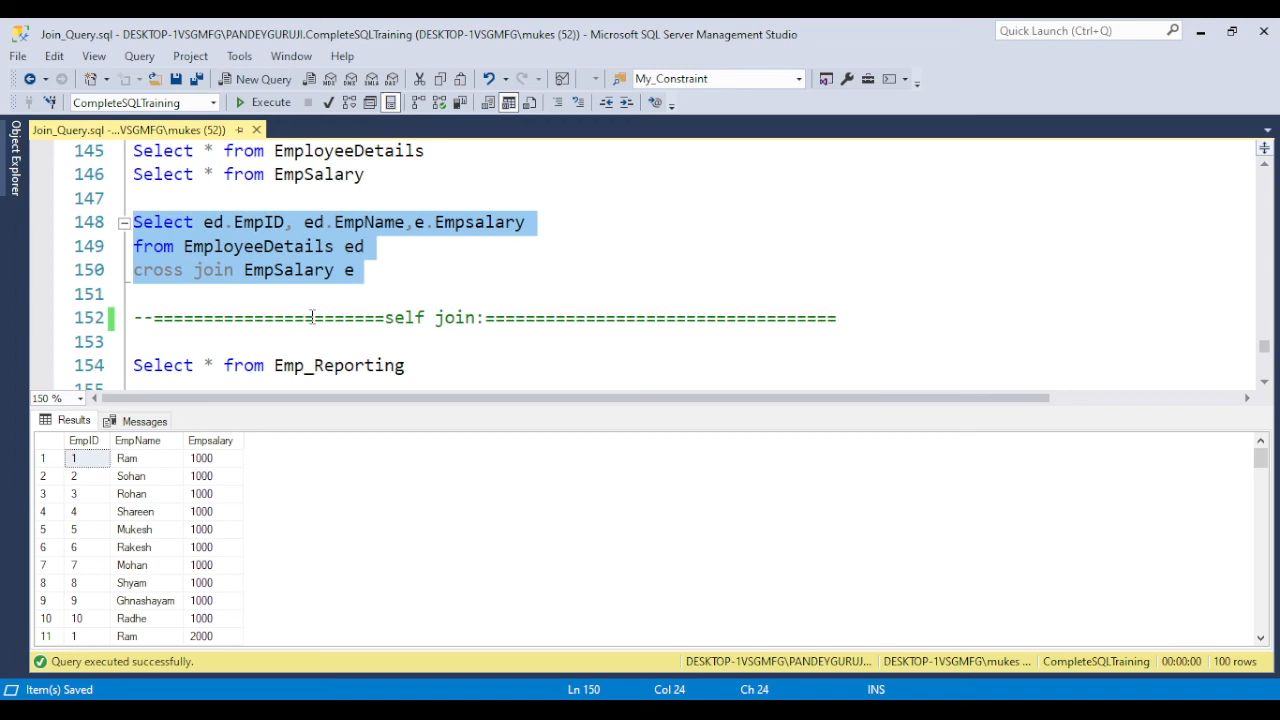 Join_Query.sql - DESKTOP-1VSGMFG\PANDEYGURUJI.CompleteSQLTraining (DESKTOP-1VSGMFG\mukes (52)) - Microsoft SQL Server Management Studio
Quick Launch (Ctrl+Q)
File Edit View Query Project Tools Window Help
New Query
MDX DMX XMLA DAX
My_Constraint
CompleteSQLTraining
Execute
Join_Query.sql -...VSGMFG\mukes (52))
Object Explorer
145 Select * from EmployeeDetails
146 Select * from EmpSalary
147
148 Select ed.EmpID, ed.EmpName,e.Empsalary
149 from EmployeeDetails ed
150 cross join EmpSalary e
151
152 --=======================self join:===================================
153
154 Select * from Emp_Reporting
155
150 %
Results Messages
EmpID EmpName Empsalary
1 1 Ram 1000
2 2 Sohan 1000
3 3 Rohan 1000
4 4 Shareen 1000
5 5 Mukesh 1000
6 6 Rakesh 1000
7 7 Mohan 1000
8 8 Shyam 1000
9 9 Ghnashayam 1000
10 10 Radhe 1000
11 1 Ram 2000
Query executed successfully. DESKTOP-1VSGMFG\PANDEYGURUJ... DESKTOP-1VSGMFG\mukes ... CompleteSQLTraining 00:00:00 100 rows
Item(s) Saved Ln 150 Col 24 Ch 24 INS